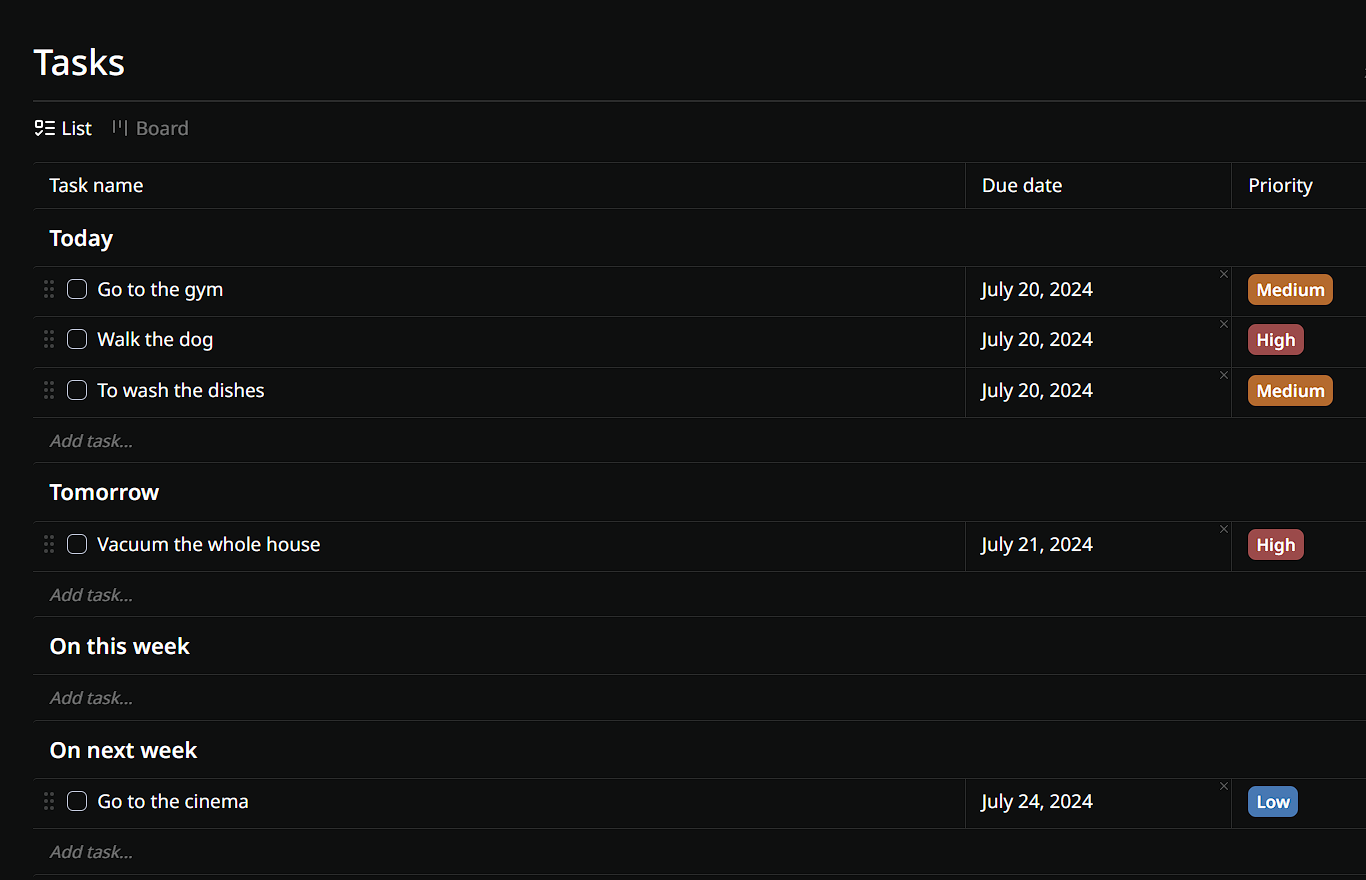 Tasks
List Board
Task name Due date Priority
Today
Go to the gym July 20, 2024 Medium
Walk the dog July 20, 2024 High
To wash the dishes July 20, 2024 Medium
Add task...
Tomorrow
Vacuum the whole house July 21, 2024 High
Add task...
On this week
Add task...
On next week
Go to the cinema July 24, 2024 Low
Add task...